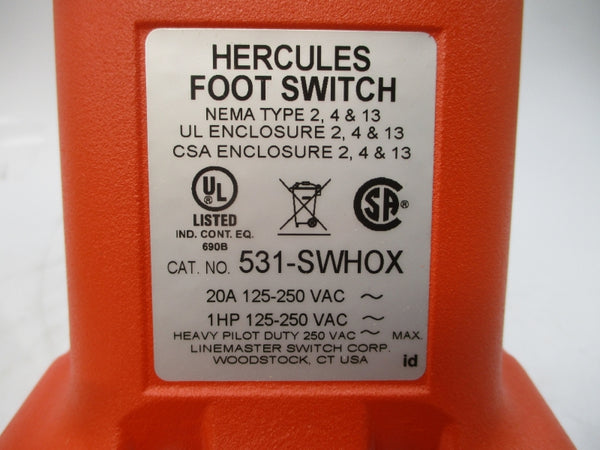 HERCULES
FOOT SWITCH
NEMA TYPE 2, 4 & 13
UL ENCLOSURE 2, 4 & 13
CSA ENCLOSURE 2, 4 & 13
UL ®
LISTED
IND. CONT. EQ.
690B
SA ®
CAT. NO. 531-SWHOX
20A 125-250 VAC ~
1HP 125-250 VAC ~
HEAVY PILOT DUTY 250 VAC ~ MAX.
LINEMASTER SWITCH CORP.
WOODSTOCK, CT USA
id